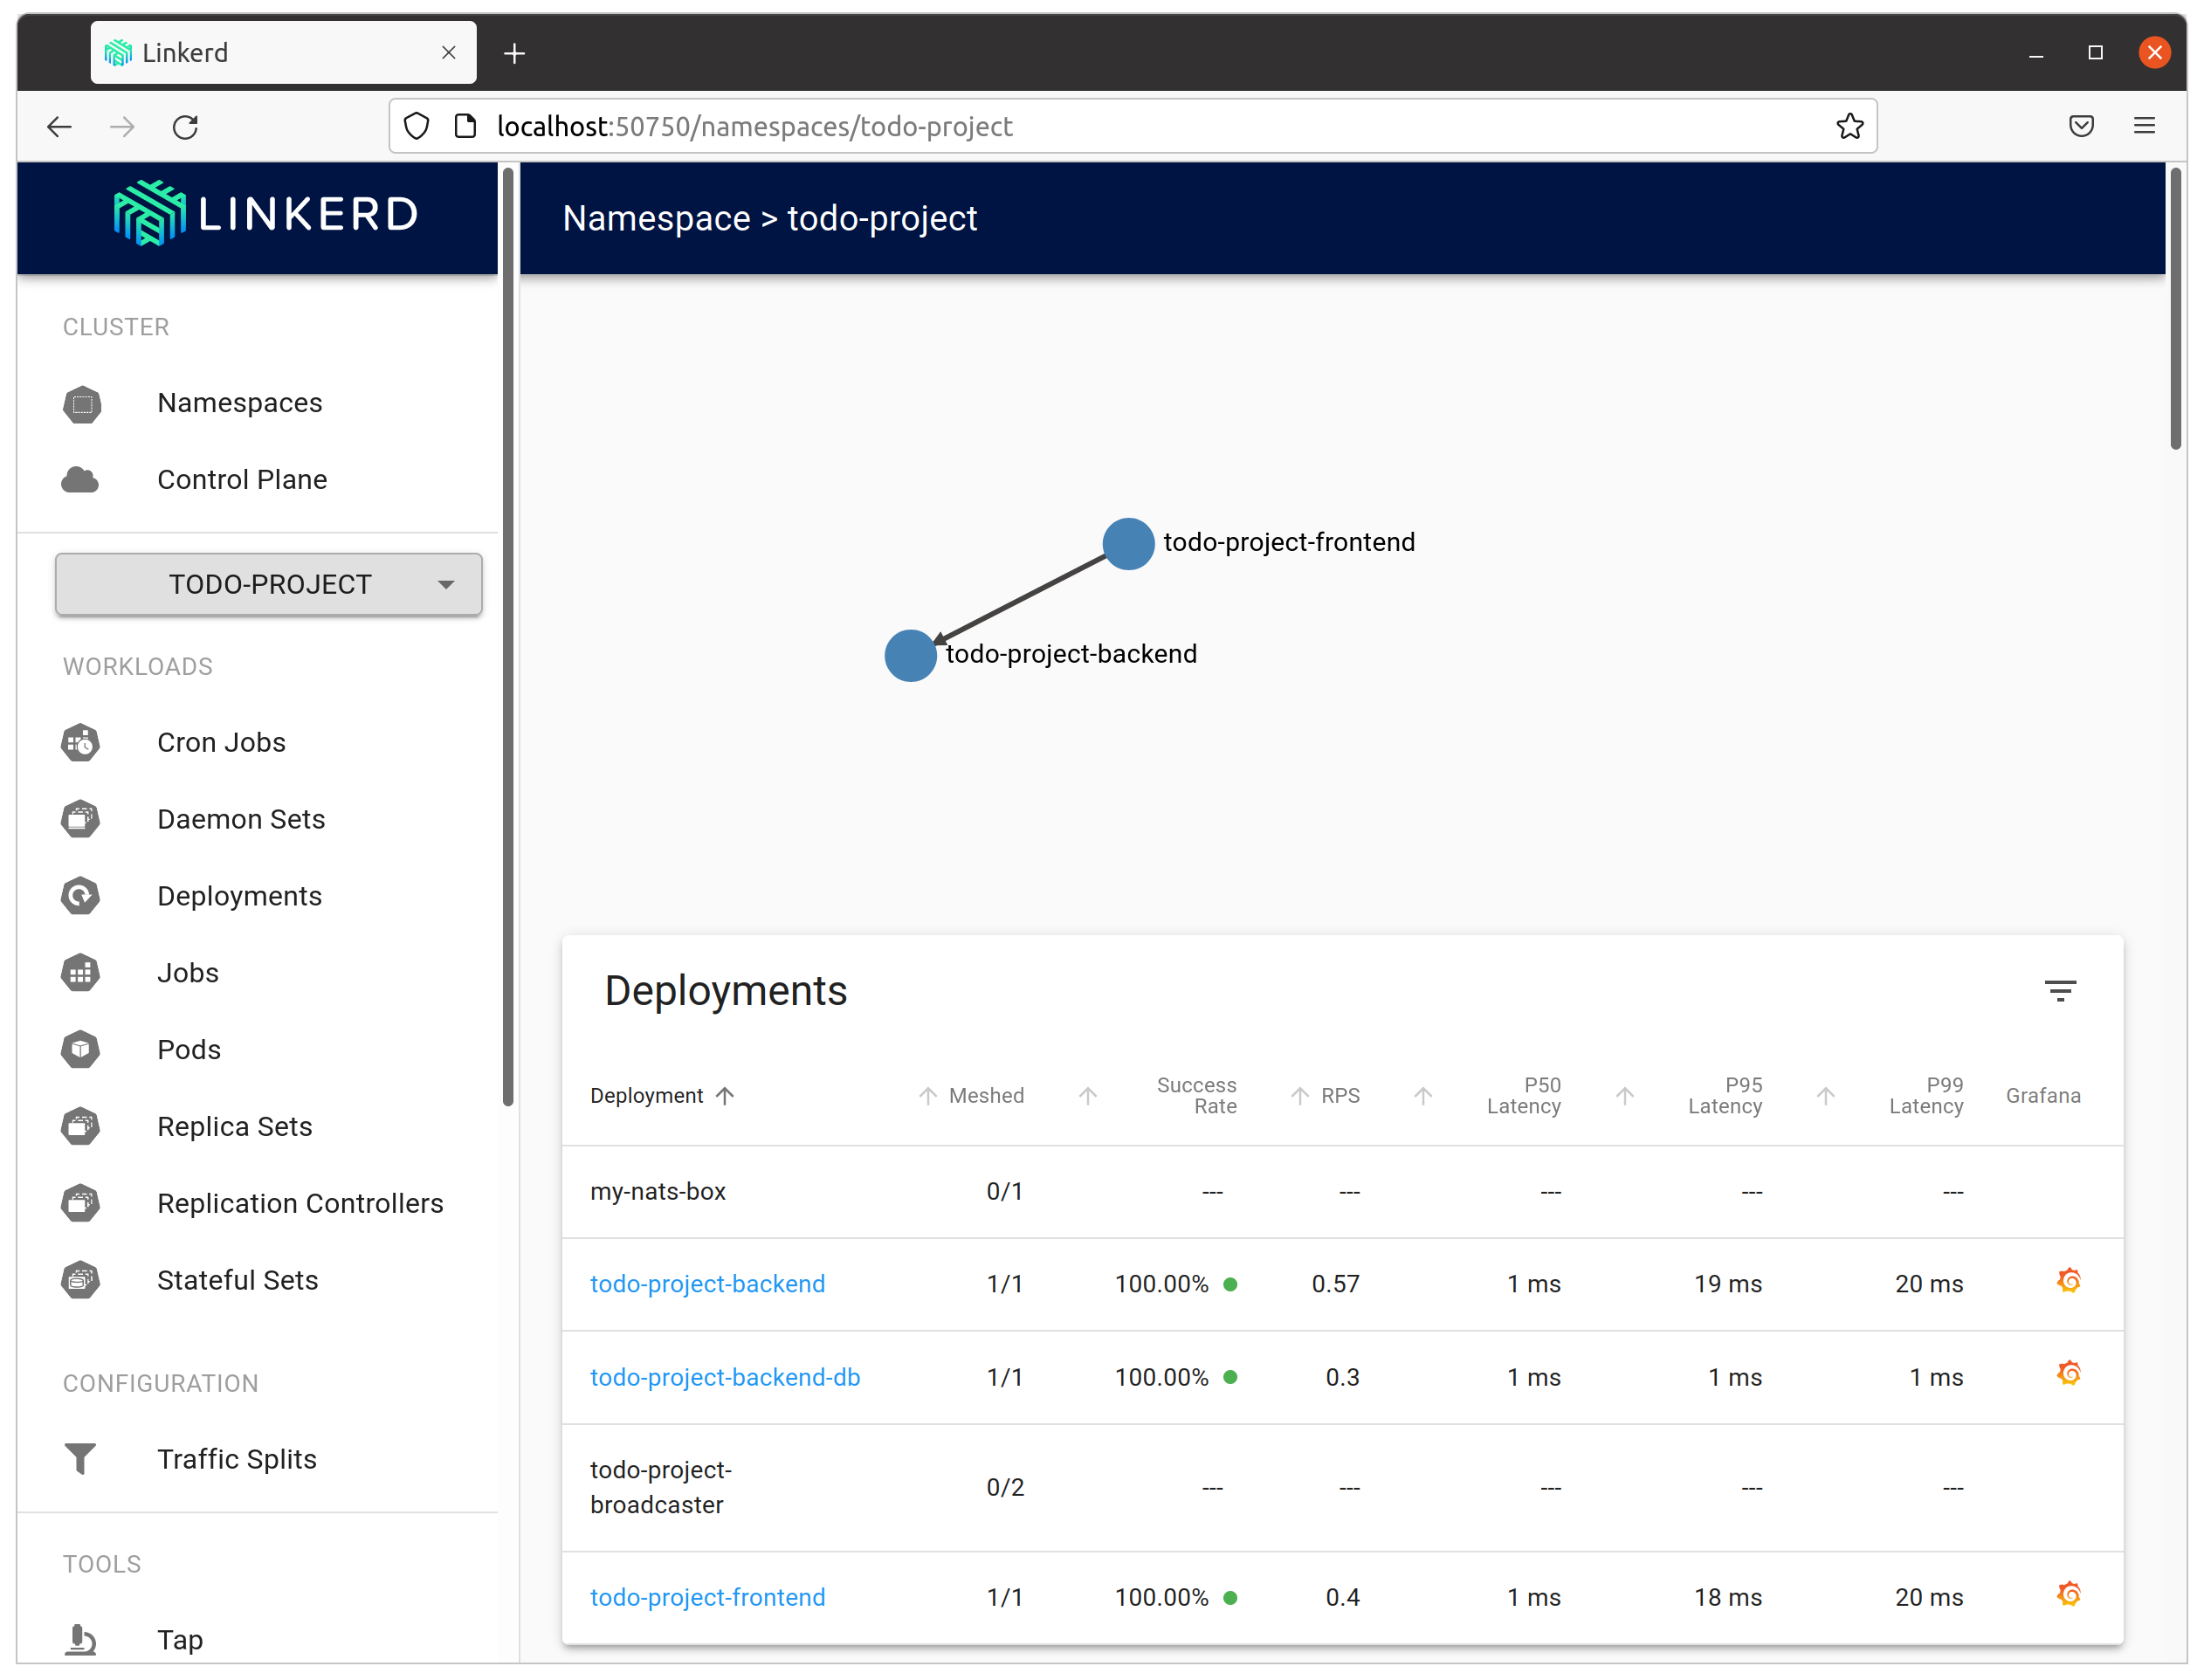 Linkerd
localhost:50750/namespaces/todo-project
LINKERD
Namespace > todo-project
CLUSTER
Namespaces
Control Plane
TODO-PROJECT
WORKLOADS
Cron Jobs
Daemon Sets
Deployments
Jobs
Pods
Replica Sets
Replication Controllers
Stateful Sets
CONFIGURATION
Traffic Splits
TOOLS
Tap
todo-project-frontend
todo-project-backend
Deployments
Deployment Meshed Success Rate RPS P50 Latency P95 Latency P99 Latency Grafana
my-nats-box 0/1 --- --- --- --- ---
todo-project-backend 1/1 100.00% 0.57 1 ms 19 ms 20 ms
todo-project-backend-db 1/1 100.00% 0.3 1 ms 1 ms 1 ms
todo-project-
broadcaster 0/2 --- --- --- --- ---
todo-project-frontend 1/1 100.00% 0.4 1 ms 18 ms 20 ms